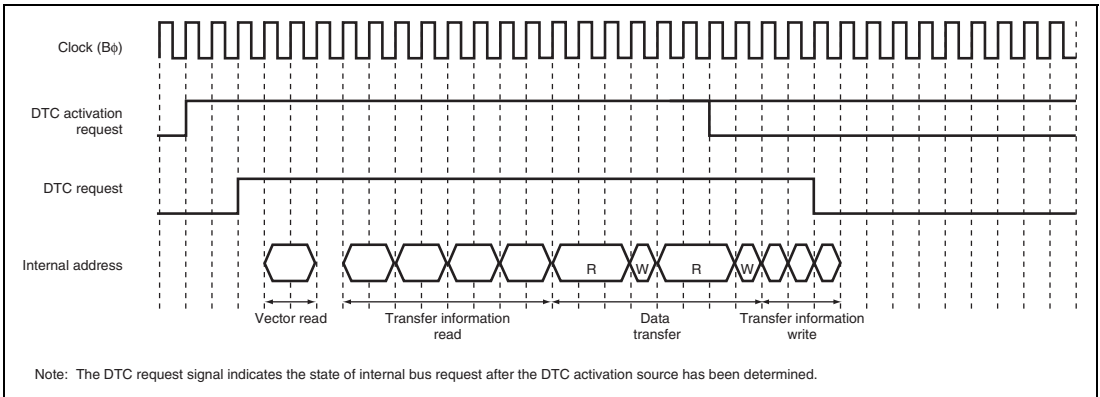 Clock (Bφ)
DTC activation
request
DTC request
Internal address
R
W
R
W
Vector read
Transfer information
read
Data
transfer
Transfer information
write
Note: The DTC request signal indicates the state of internal bus request after the DTC activation source has been determined.